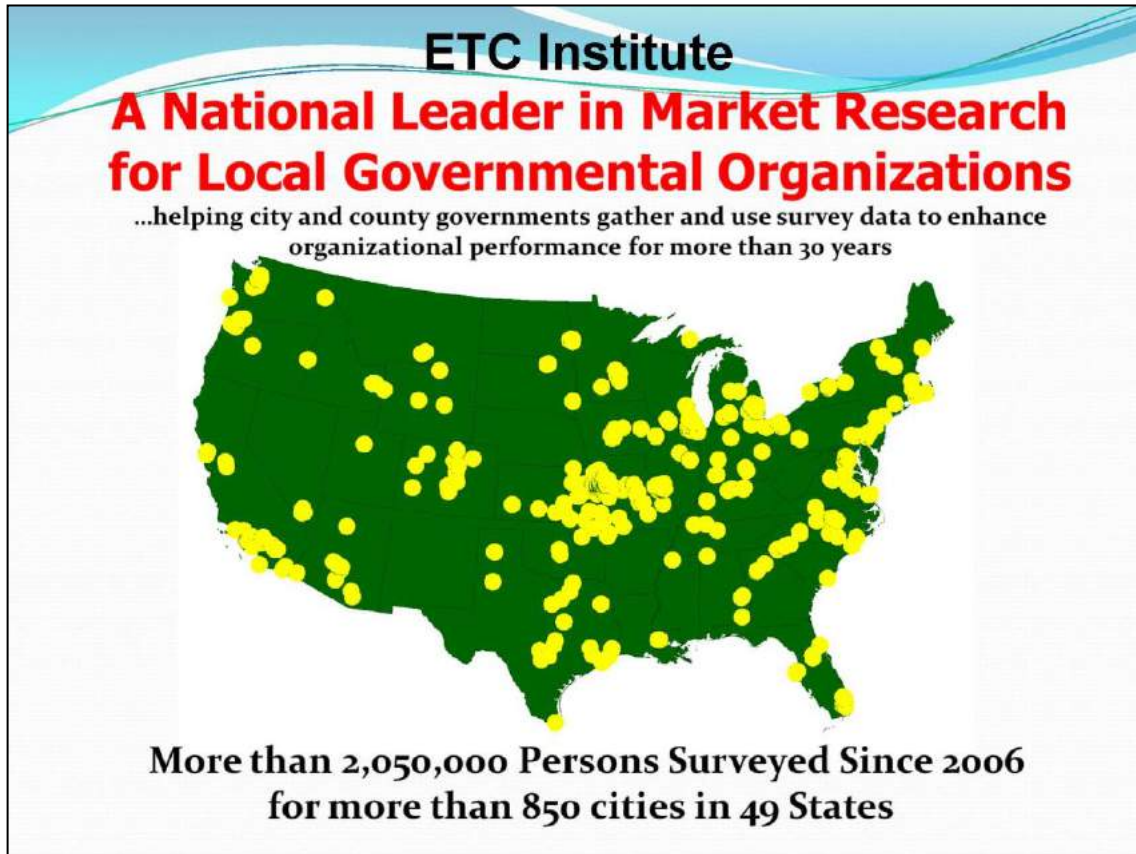 ETC Institute
A National Leader in Market Research
for Local Governmental Organizations
...helping city and county governments gather and use survey data to enhance
organizational performance for more than 30 years
More than 2,050,000 Persons Surveyed Since 2006
for more than 850 cities in 49 States